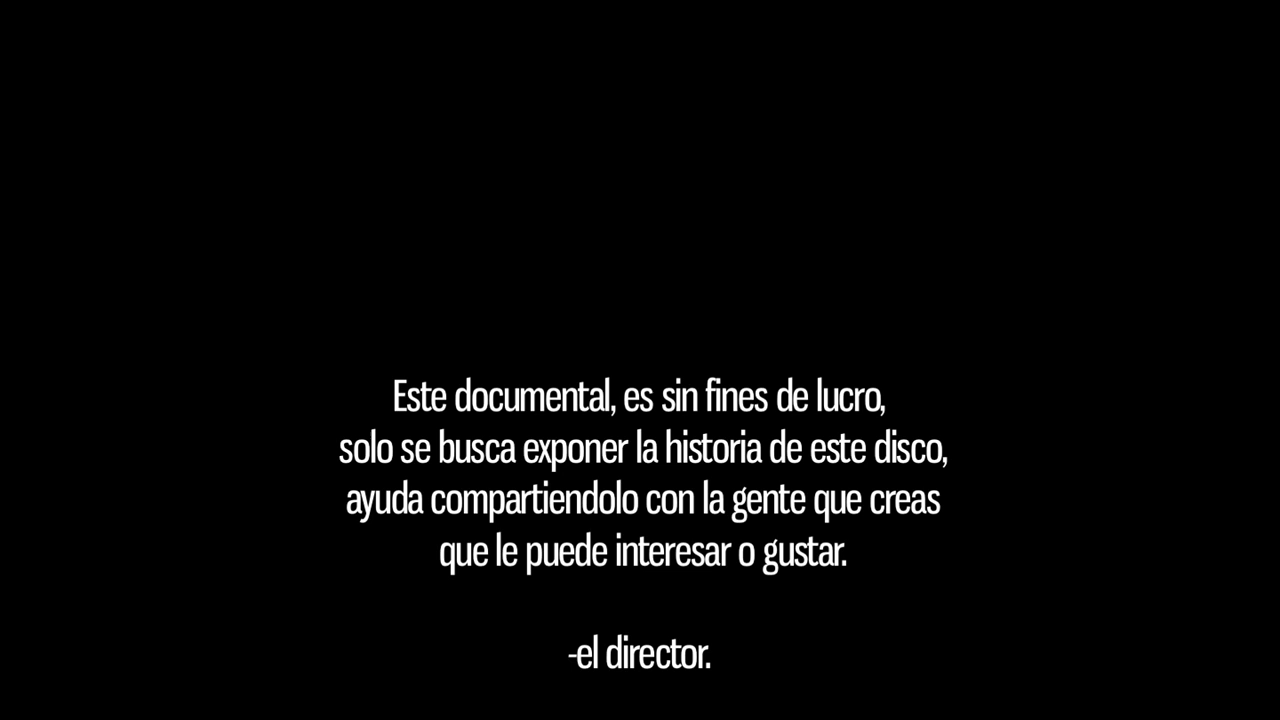 Este documental, es sin fines de lucro,
solo se busca exponer la historia de este disco,
ayuda compartiendolo con la gente que creas
que le puede interesar o gustar.
-el director.